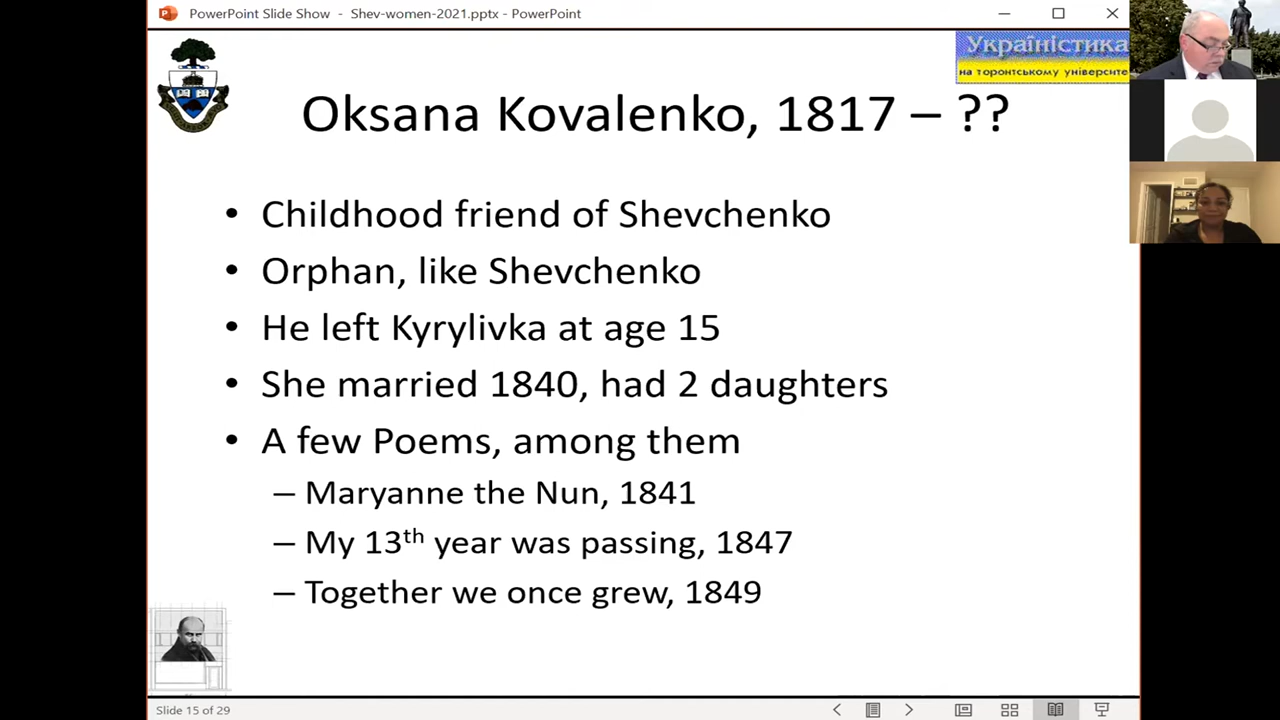 PowerPoint Slide Show - Shev-women-2021.pptx - PowerPoint
Україністика
на торонтському університе
Oksana Kovalenko, 1817 – ??
• Childhood friend of Shevchenko
• Orphan, like Shevchenko
• He left Kyrylivka at age 15
• She married 1840, had 2 daughters
• A few Poems, among them
– Maryanne the Nun, 1841
– My 13th year was passing, 1847
– Together we once grew, 1849
Slide 15 of 29